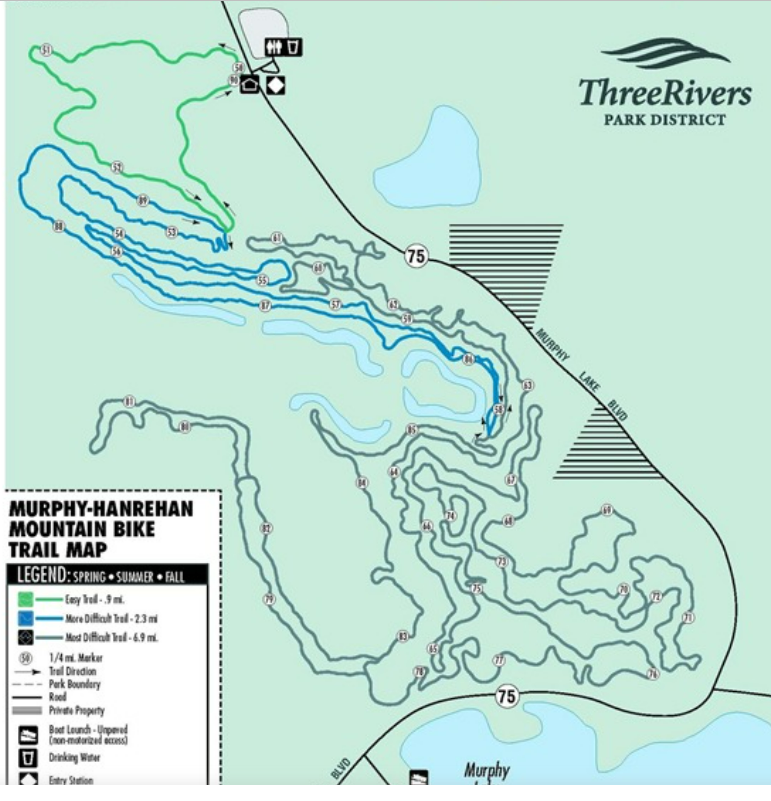 ThreeRivers
PARK DISTRICT
51
50
90
52
89
53
88
54
56
55
61
60
75
62
59
57
87
86
63
58
MURPHY LAKE BLVD
81
80
85
84
64
67
74
66
68
69
82
73
79
75
70
72
71
83
65
77
78
76
75
MURPHY-HANREHAN
MOUNTAIN BIKE
TRAIL MAP
LEGEND: SPRING • SUMMER • FALL
Easy Trail - .9 mi.
More Difficult Trail - 2.3 mi
Most Difficult Trail - 6.9 mi.
50 1/4 mi. Marker
Trail Direction
Park Boundary
Road
Private Property
Boat Launch - Unpaved
(non-motorized access)
Drinking Water
Entry Station
BLVD
Murphy